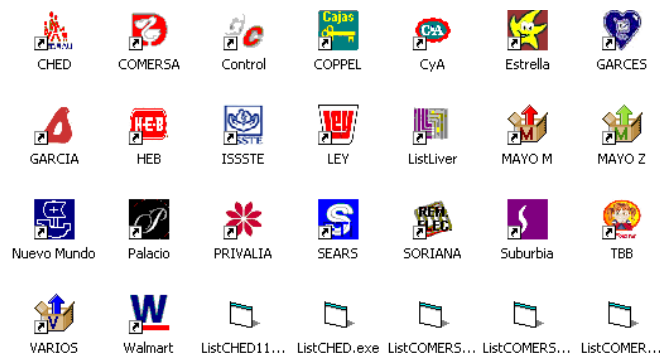 CHED COMERSA Control COPPEL CyA Estrella GARCES
GARCIA HEB ISSSTE LEY ListLiver MAYO M MAYO Z
Nuevo Mundo Palacio PRIVALIA SEARS SORIANA Suburbia TBB
VARIOS Walmart ListCHED11... ListCHED.exe ListCOMERS... ListCOMERS... ListCOMER...